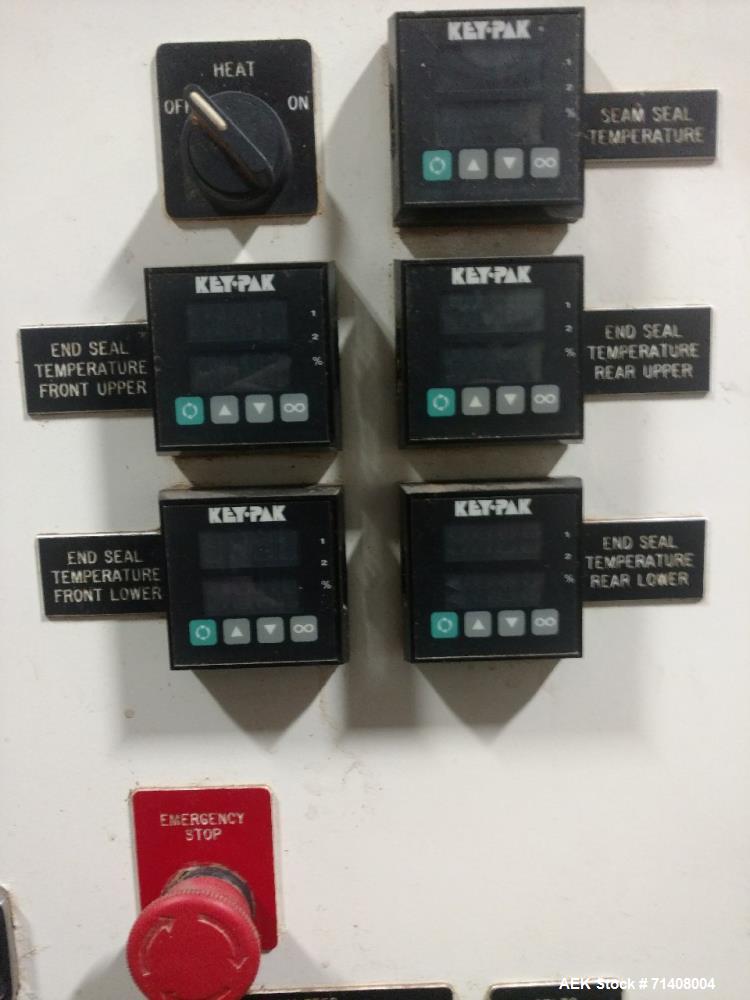 HEAT
OFF ON
KEY-PAK
1
%
SEAM SEAL
TEMPERATURE
KEY-PAK
1
2
%
END SEAL
TEMPERATURE
FRONT UPPER
KEY-PAK
1
2
%
END SEAL
TEMPERATURE
REAR UPPER
KEY-PAK
1
2
%
END SEAL
TEMPERATURE
FRONT LOWER
KEY-PAK
1
2
%
END SEAL
TEMPERATURE
REAR LOWER
EMERGENCY
STOP
AEK Stock #71408004